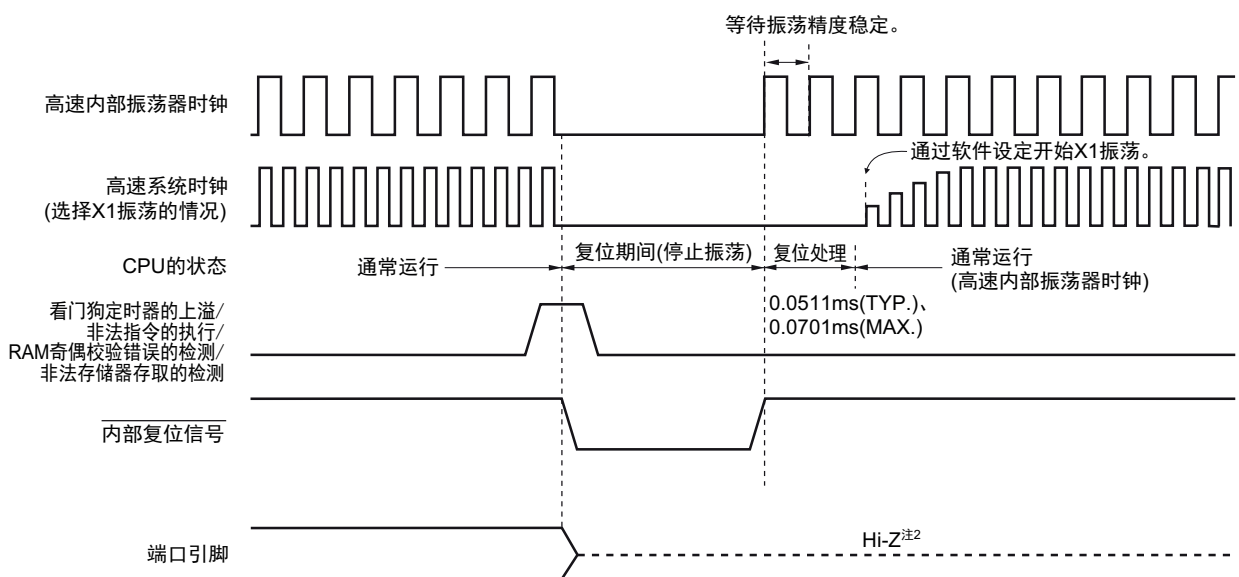 等待振荡精度稳定。
高速内部振荡器时钟
通过软件设定开始X1振荡。
高速系统时钟
(选择X1振荡的情况)
CPU的状态
通常运行
复位期间(停止振荡)
复位处理
通常运行
(高速内部振荡器时钟)
0.0511ms(TYP.)、
0.0701ms(MAX.)
看门狗定时器的上溢/
非法指令的执行/
RAM奇偶校验错误的检测/
非法存储器存取的检测
内部复位信号
端口引脚
Hi-Z注2